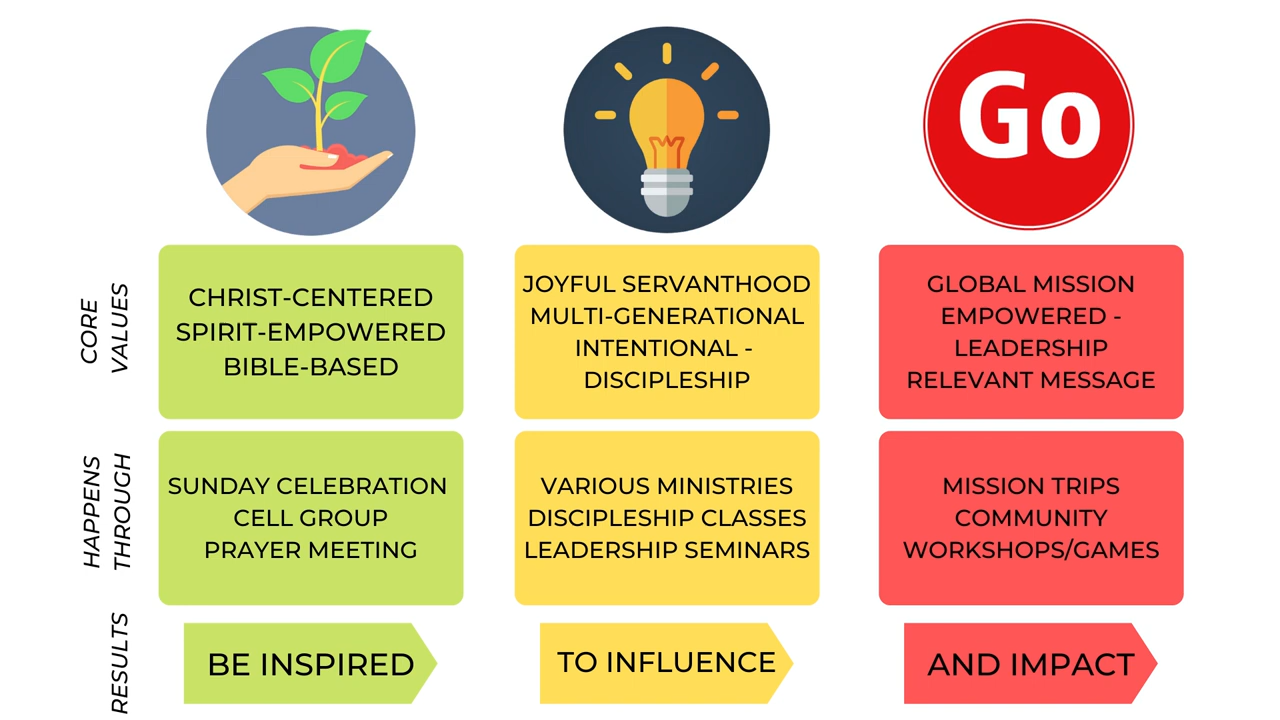 Go
CORE
VALUES
CHRIST-CENTERED
SPIRIT-EMPOWERED
BIBLE-BASED
JOYFUL SERVANTHOOD
MULTI-GENERATIONAL
INTENTIONAL -
DISCIPLESHIP
GLOBAL MISSION
EMPOWERED -
LEADERSHIP
RELEVANT MESSAGE
HAPPENS
THROUGH
SUNDAY CELEBRATION
CELL GROUP
PRAYER MEETING
VARIOUS MINISTRIES
DISCIPLESHIP CLASSES
LEADERSHIP SEMINARS
MISSION TRIPS
COMMUNITY
WORKSHOPS/GAMES
RESULTS
BE INSPIRED
TO INFLUENCE
AND IMPACT